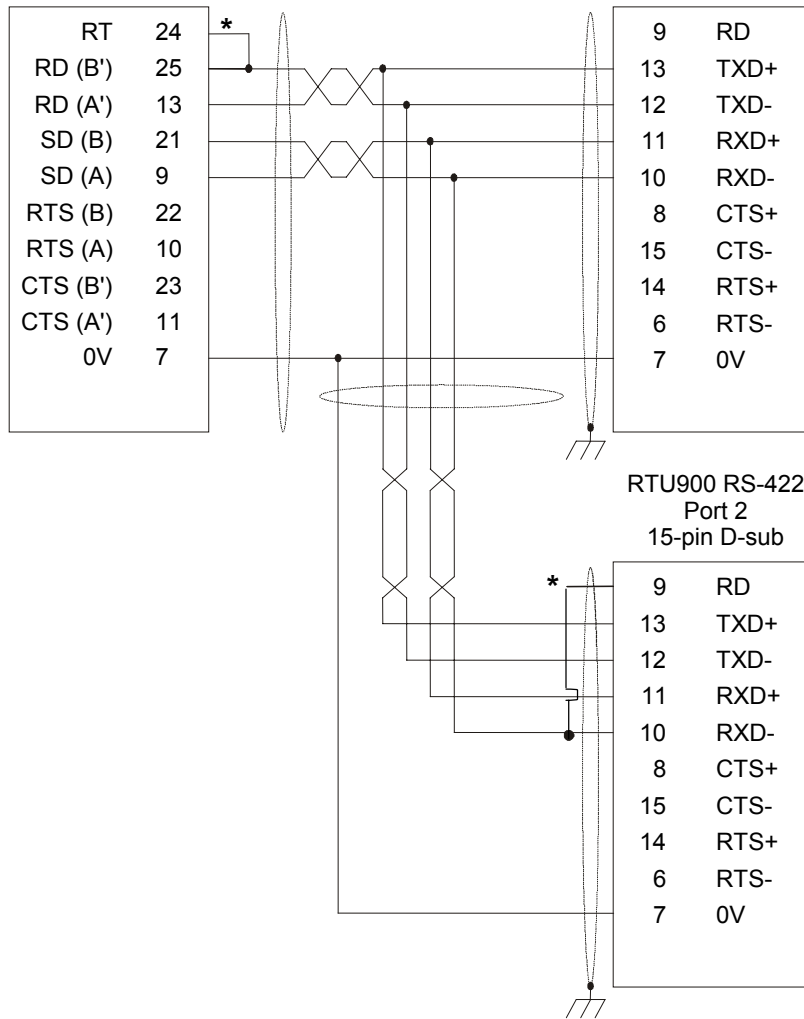 RT 24 *
RD (B') 25
RD (A') 13
SD (B) 21
SD (A) 9
RTS (B) 22
RTS (A) 10
CTS (B') 23
CTS (A') 11
0V 7
9 RD
13 TXD+
12 TXD-
11 RXD+
10 RXD-
8 CTS+
15 CTS-
14 RTS+
6 RTS-
7 0V
RTU900 RS-422
Port 2
15-pin D-sub
* 9 RD
13 TXD+
12 TXD-
11 RXD+
10 RXD-
8 CTS+
15 CTS-
14 RTS+
6 RTS-
7 0V